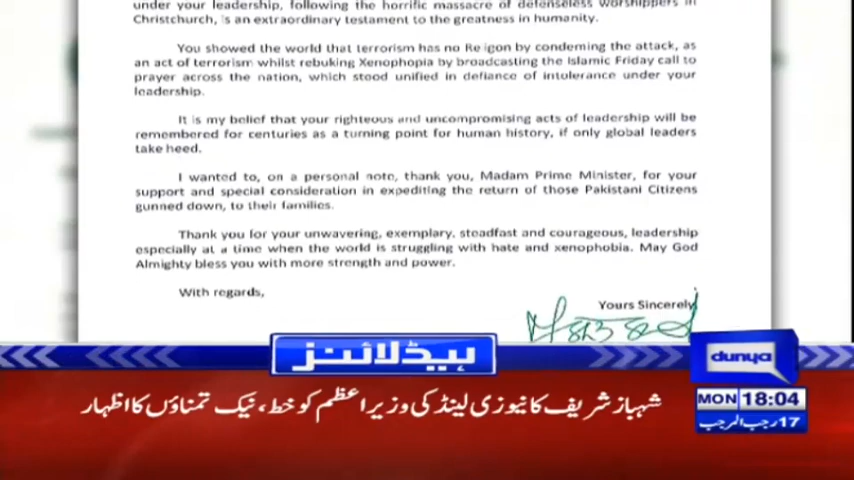 under your leadership, following the horrific massacre of defenseless worshippers in
Christchurch, is an extraordinary testament to the greatness in humanity.
You showed the world that terrorism has no Religon by condeming the attack, as
an act of terrorism whilst rebuking Xenophopia by broadcasting the Islamic Friday call to
prayer across the nation, which stood unified in defiance of intolerance under your
leadership.
It is my belief that your righteous and uncompromising acts of leadership will be
remembered for centuries as a turning point for human history, if only global leaders
take heed.
I wanted to, on a personal note, thank you, Madam Prime Minister, for your
support and special consideration in expediting the return of those Pakistani Citizens
gunned down, to their families.
Thank you for your unwavering, exemplary, steadfast and courageous, leadership
especially at a time when the world is struggling with hate and xenophobia. May God
Almighty bless you with more strength and power.
With regards,
Yours Sincerely
ہیڈلائنز
dunya
شہباز شریف کا نیوزی لینڈ کی وزیراعظم کو خط، نیک تمناؤں کا اظہار
MON 18:04
17 رجب المرجب